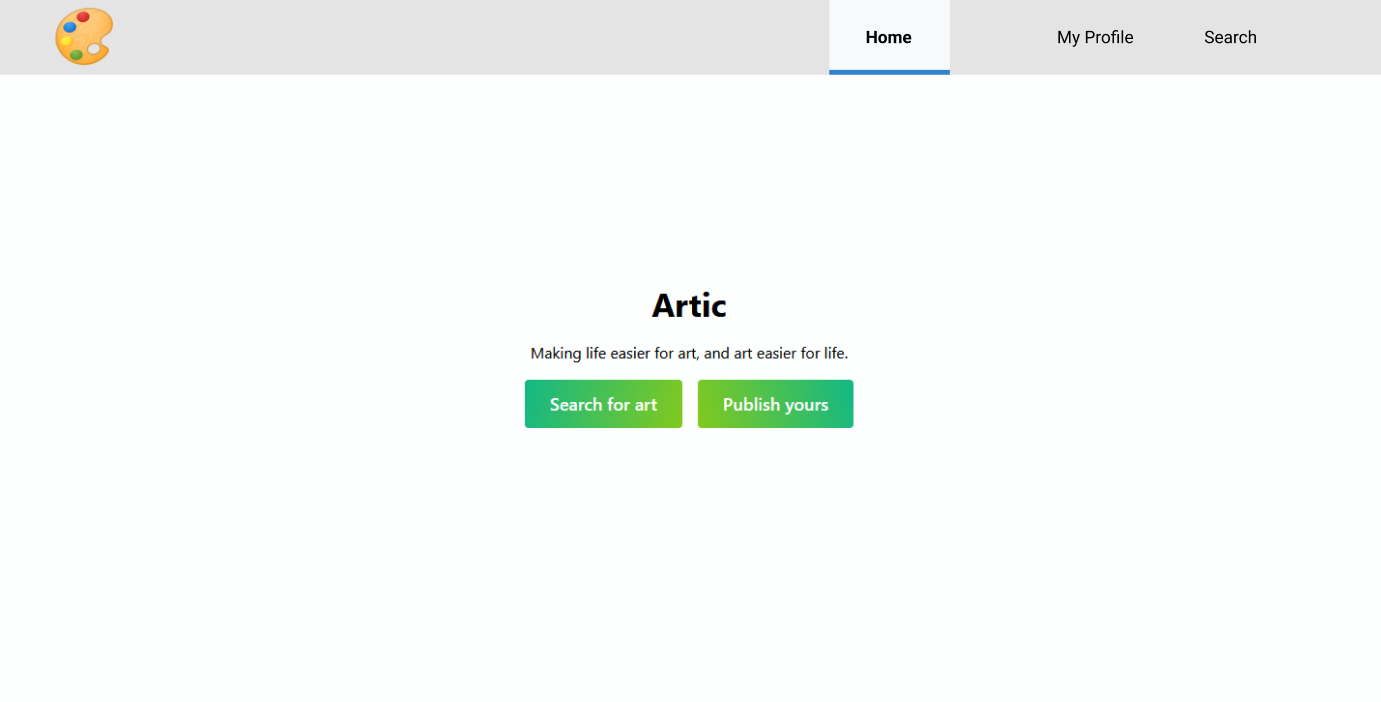 Home My Profile Search
Artic
Making life easier for art, and art easier for life.
Search for art Publish yours